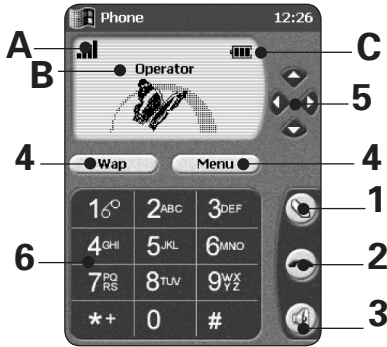 Phone 12:26
A
C
B Operator
5
4 Wap Menu 4
1 2ABC 3DEF
1
4GHI 5JKL 6MNO
6
2
7PQRS 8TUV 9WXYZ
*+ 0 #
3